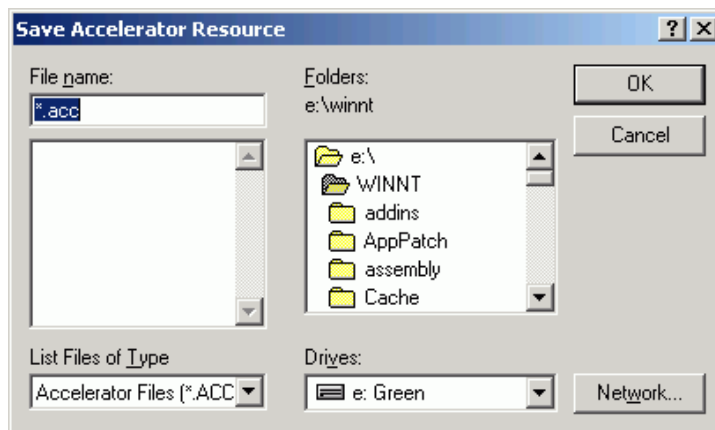 Save Accelerator Resource
File name:
*.acc
Folders:
e:\winnt
e:\
WINNT
addins
AppPatch
assembly
Cache
OK
Cancel
List Files of Type
Accelerator Files (*.ACC
Drives:
e: Green
Network...